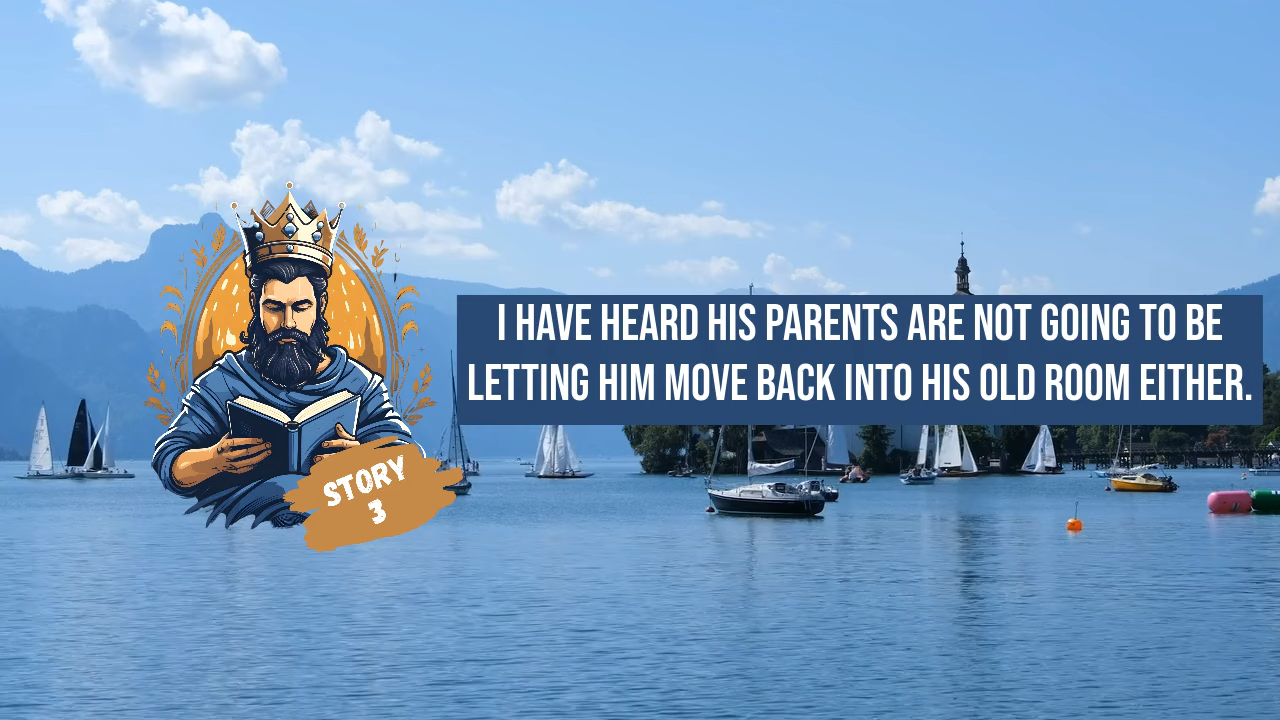 I HAVE HEARD HIS PARENTS ARE NOT GOING TO BE
LETTING HIM MOVE BACK INTO HIS OLD ROOM EITHER.
STORY
3